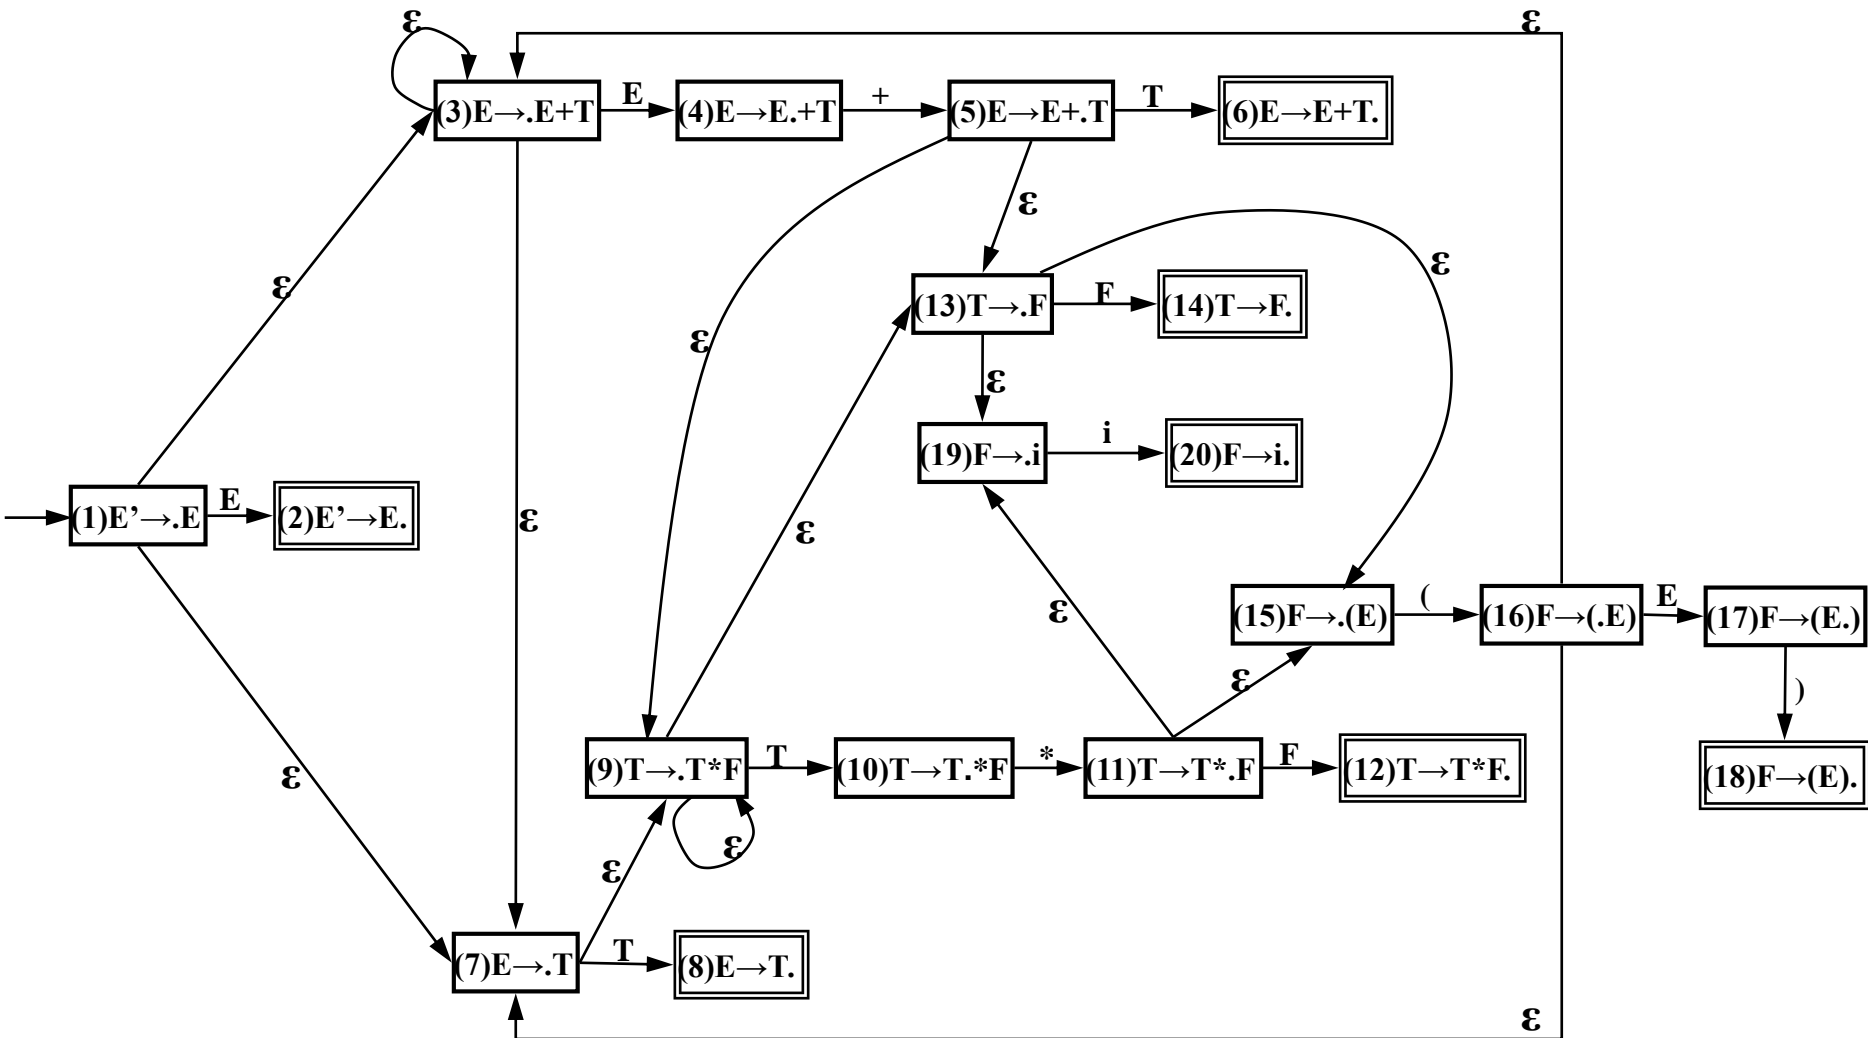 ε ε
(3)E→.E+T E (4)E→E.+T + (5)E→E+.T T (6)E→E+T.
ε
ε
ε
(13)T→.F F (14)T→F.
ε
ε
ε
(19)F→.i i (20)F→i.
(1)E’→.E E (2)E’→E.
ε
ε
ε
(15)F→.(E) ( (16)F→(.E) E (17)F→(E.)
ε
)
(9)T→.T*F T (10)T→T.*F * (11)T→T*.F F (12)T→T*F.
(18)F→(E).
ε
ε
ε
(7)E→.T T (8)E→T.
ε